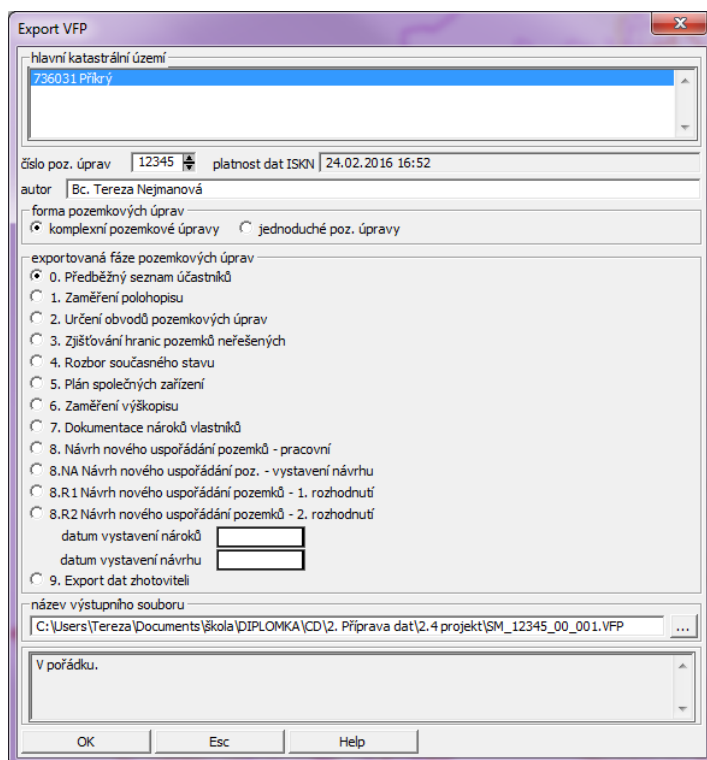 Export VFP
hlavní katastrální území
736031 Příkrý
číslo poz. úprav 12345 platnost dat ISKN 24.02.2016 16:52
autor Bc. Tereza Nejmanová
forma pozemkových úprav
komplexní pozemkové úpravy jednoduché poz. úpravy
exportovaná fáze pozemkových úprav
0. Předběžný seznam účastníků
1. Zaměření polohopisu
2. Určení obvodů pozemkových úprav
3. Zjišťování hranic pozemků neřešených
4. Rozbor současného stavu
5. Plán společných zařízení
6. Zaměření výškopisu
7. Dokumentace nároků vlastníků
8. Návrh nového uspořádání pozemků - pracovní
8.NA Návrh nového uspořádání poz. - vystavení návrhu
8.R1 Návrh nového uspořádání pozemků - 1. rozhodnutí
8.R2 Návrh nového uspořádání pozemků - 2. rozhodnutí
datum vystavení nároků
datum vystavení návrhu
9. Export dat zhotoviteli
název výstupního souboru
C:\Users\Tereza\Documents\škola\DIPLOMKA\CD\2. Příprava dat\2.4 projekt\SM_12345_00_001.VFP ...
V pořádku.
OK Esc Help